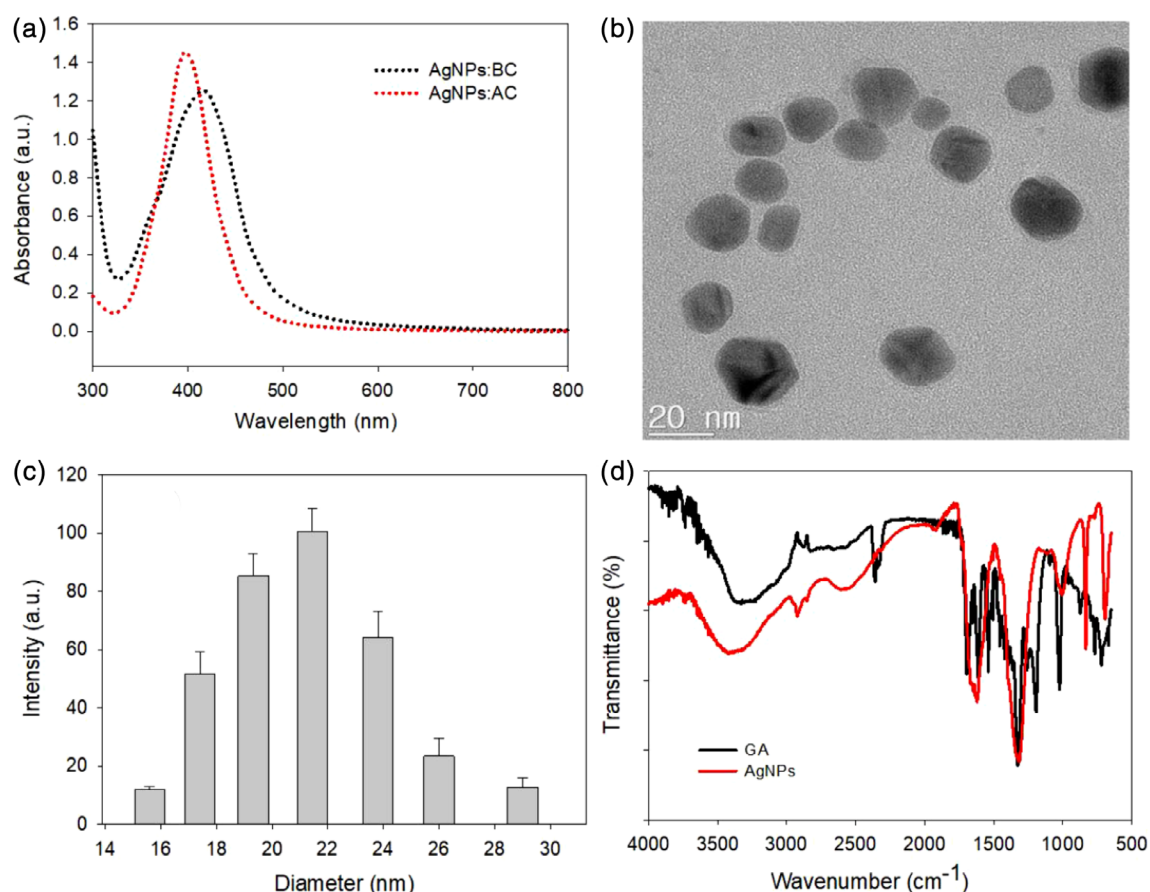 (a)
1.6
1.4
1.2
1.0
0.8
0.6
0.4
0.2
0.0
Absorbance (a.u.)
AgNPs:BC
AgNPs:AC
300 400 500 600 700 800
Wavelength (nm)
(b)
20 nm
(c)
120
100
80
60
40
20
0
Intensity (a.u.)
14 16 18 20 22 24 26 28 30
Diameter (nm)
(d)
Transmittance (%)
GA
AgNPs
4000 3500 3000 2500 2000 1500 1000 500
Wavenumber (cm⁻¹)